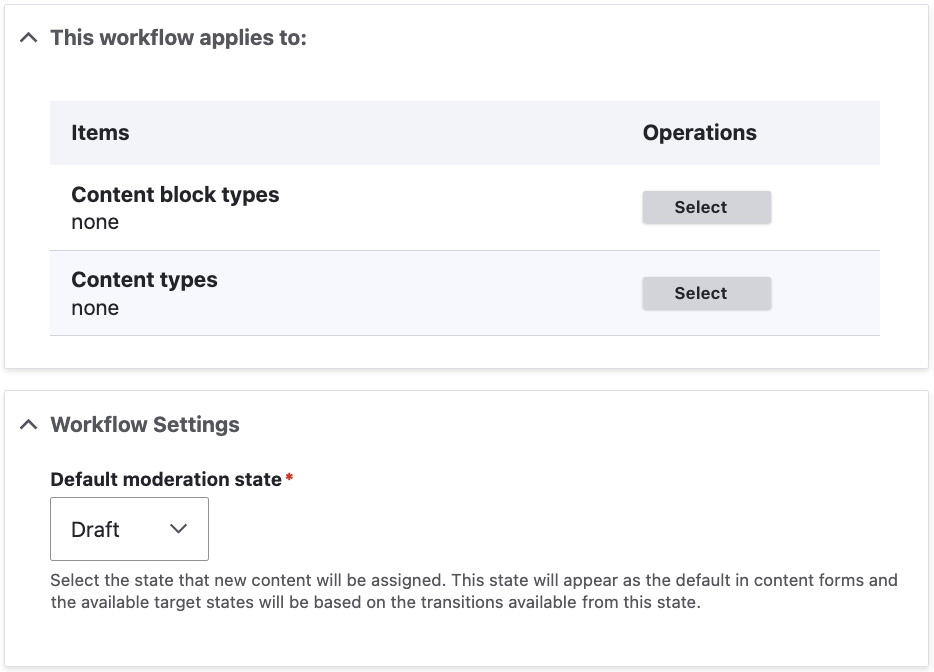 This workflow applies to:
Items Operations
Content block types
none
Select
Content types
none
Select
Workflow Settings
Default moderation state*
Draft
Select the state that new content will be assigned. This state will appear as the default in content forms and
the available target states will be based on the transitions available from this state.